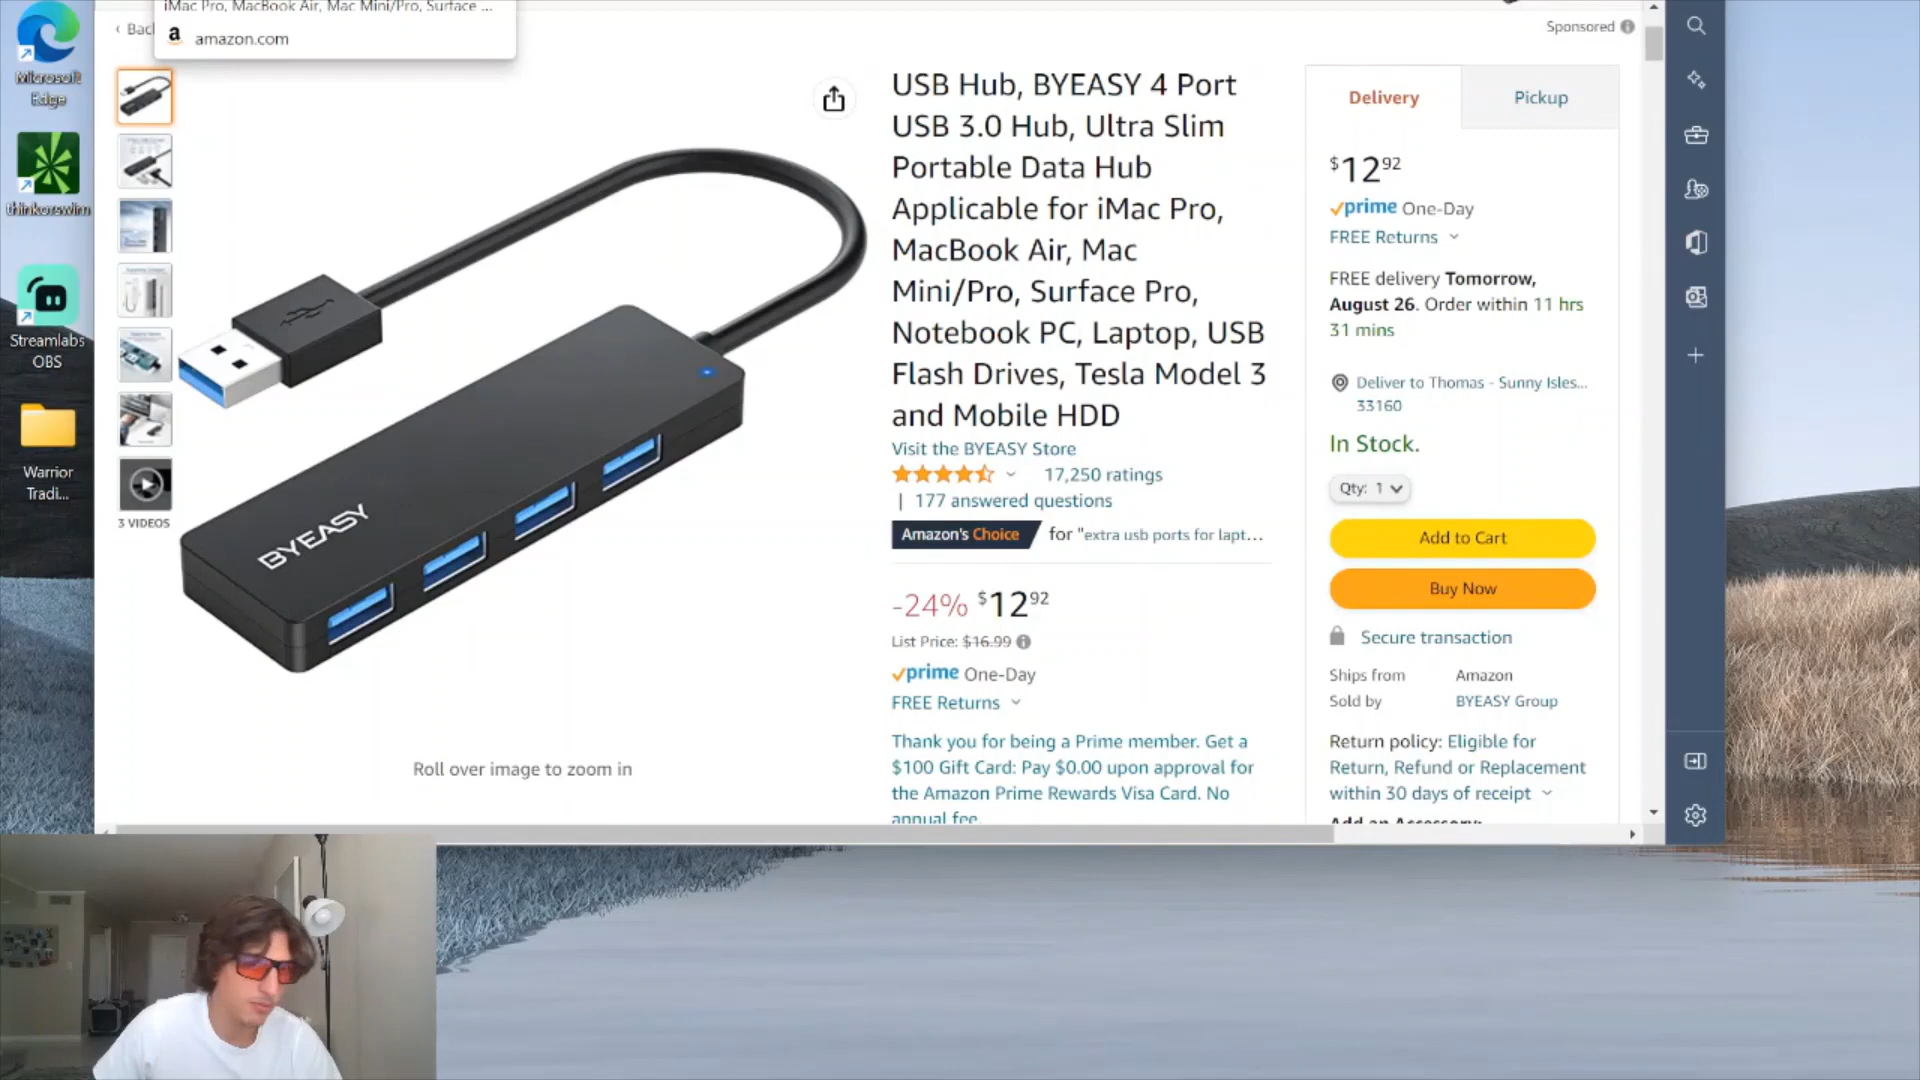 Microsoft
Edge
thinkorswim
Streamlabs
OBS
Warrior
Tradi...
iMac Pro, MacBook Air, Mac Mini/Pro, Surface ...
amazon.com
Sponsored
3 VIDEOS
BYEASY
Roll over image to zoom in
USB Hub, BYEASY 4 Port
USB 3.0 Hub, Ultra Slim
Portable Data Hub
Applicable for iMac Pro,
MacBook Air, Mac
Mini/Pro, Surface Pro,
Notebook PC, Laptop, USB
Flash Drives, Tesla Model 3
and Mobile HDD
Visit the BYEASY Store
17,250 ratings
| 177 answered questions
Amazon's Choice for "extra usb ports for lapt...
-24% $12 92
List Price: $16.99
prime One-Day
FREE Returns
Thank you for being a Prime member. Get a
$100 Gift Card: Pay $0.00 upon approval for
the Amazon Prime Rewards Visa Card. No
annual fee.
Delivery Pickup
$12 92
prime One-Day
FREE Returns
FREE delivery Tomorrow,
August 26. Order within 11 hrs
31 mins
Deliver to Thomas - Sunny Isles...
33160
In Stock.
Qty: 1
Add to Cart
Buy Now
Secure transaction
Ships from Amazon
Sold by BYEASY Group
Return policy: Eligible for
Return, Refund or Replacement
within 30 days of receipt
Add an Accessory: